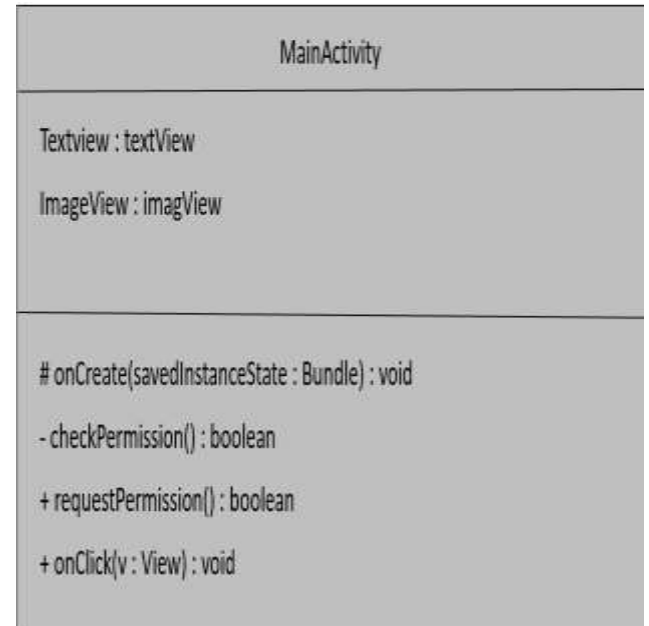 MainActivity
Textview : textView
ImageView : imagView
# onCreate(savedInstanceState : Bundle) : void
- checkPermission() : boolean
+ requestPermission() : boolean
+ onClick(v : View) : void